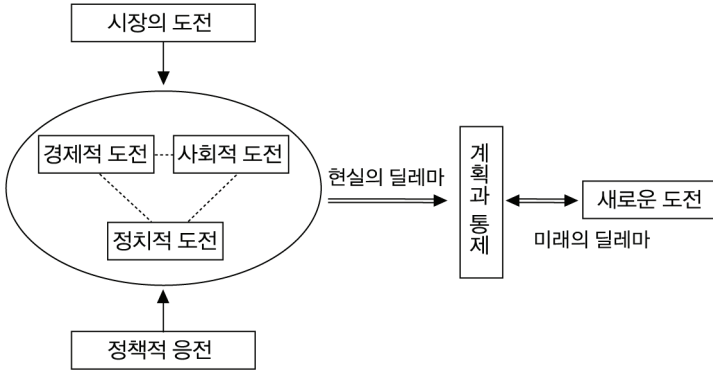 시장의 도전
경제적 도전
사회적 도전
정치적 도전
정책적 응전
현실의 딜레마
계획과 통제
새로운 도전
미래의 딜레마